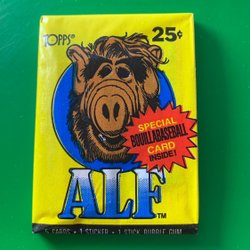 TOPPS®
25¢
SPECIAL
BOUILLABASEBALL
CARD
INSIDE!
ALF™
5 CARDS • 1 STICKER • 1 STICK BUBBLE GUM